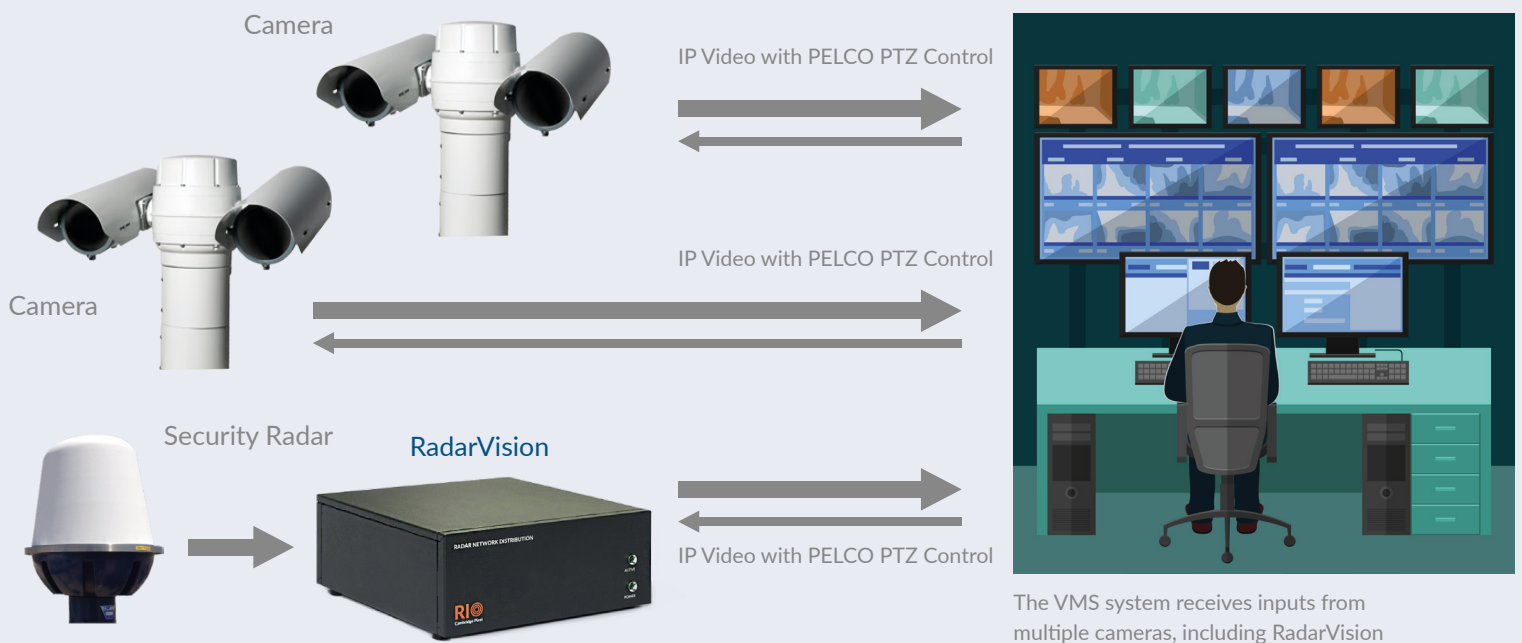 Camera
IP Video with PELCO PTZ Control
IP Video with PELCO PTZ Control
Camera
Security Radar
RadarVision
RADAR NETWORK DISTRIBUTION
ACTIVE
POWER
RIO
Cambridge Pixel
IP Video with PELCO PTZ Control
The VMS system receives inputs from
multiple cameras, including RadarVision